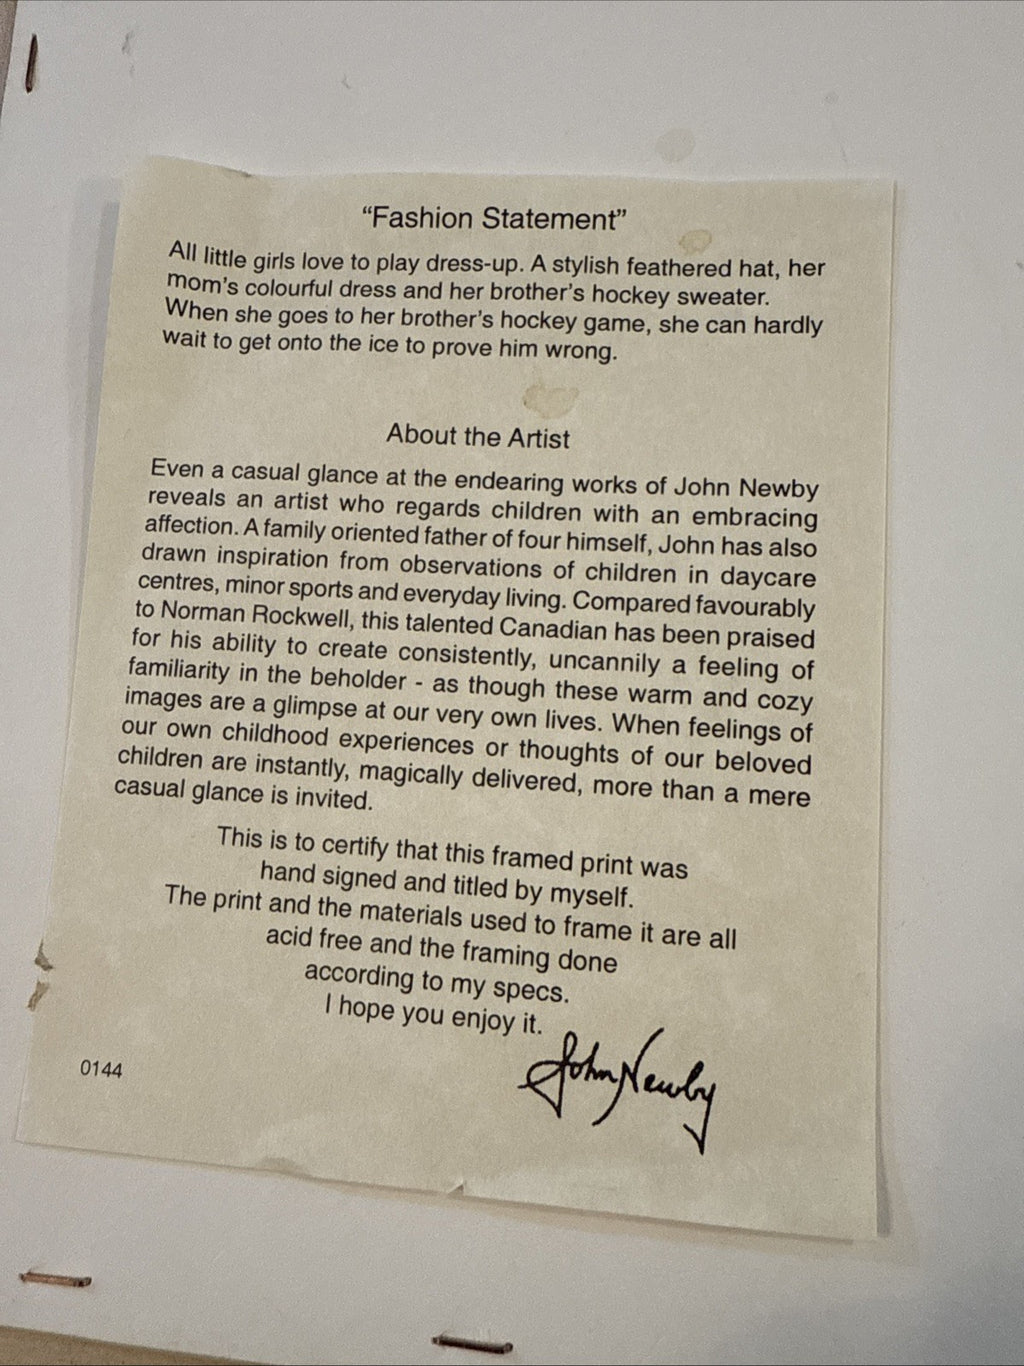 “Fashion Statement”
All little girls love to play dress-up. A stylish feathered hat, her
mom's colourful dress and her brother's hockey sweater.
When she goes to her brother's hockey game, she can hardly
wait to get onto the ice to prove him wrong.
About the Artist
Even a casual glance at the endearing works of John Newby
reveals an artist who regards children with an embracing
affection. A family oriented father of four himself, John has also
drawn inspiration from observations of children in daycare
centres, minor sports and everyday living. Compared favourably
to Norman Rockwell, this talented Canadian has been praised
for his ability to create consistently, uncannily a feeling of
familiarity in the beholder - as though these warm and cozy
images are a glimpse at our very own lives. When feelings of
our own childhood experiences or thoughts of our beloved
children are instantly, magically delivered, more than a mere
casual glance is invited.
This is to certify that this framed print was
hand signed and titled by myself.
The print and the materials used to frame it are all
acid free and the framing done
according to my specs.
I hope you enjoy it.
John Newby
0144